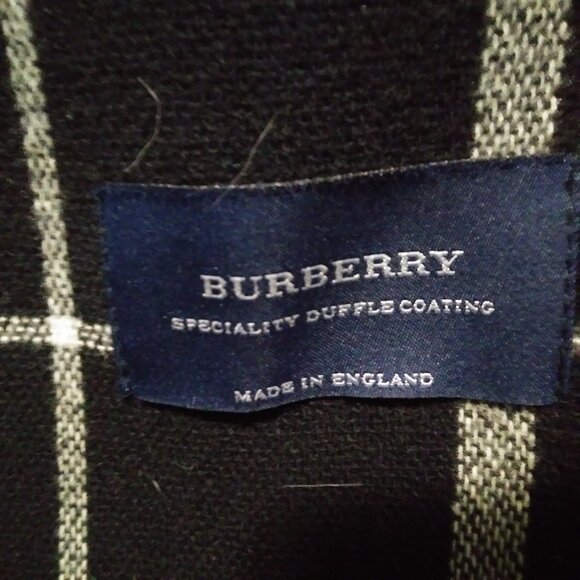 BURBERRY
SPECIALITY DUFFLE COATING
MADE IN ENGLAND